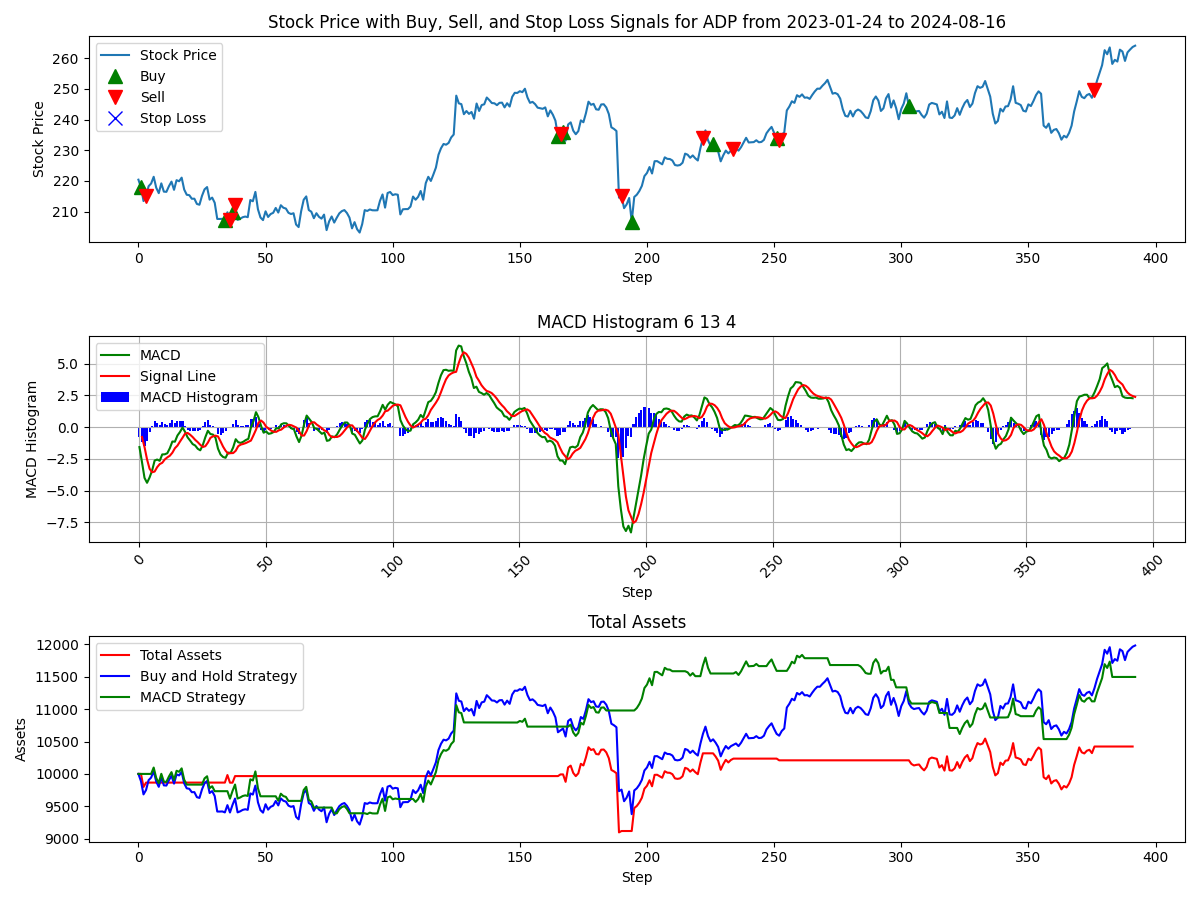 Stock Price with Buy, Sell, and Stop Loss Signals for ADP from 2023-01-24 to 2024-08-16
Stock Price
Stock Price
Buy
Sell
Stop Loss
260
250
240
230
220
210
0 50 100 150 200 250 300 350 400
Step
MACD Histogram 6 13 4
MACD Histogram
MACD
Signal Line
MACD Histogram
5.0
2.5
0.0
−2.5
−5.0
−7.5
0 50 100 150 200 250 300 350 400
Step
Total Assets
Assets
Total Assets
Buy and Hold Strategy
MACD Strategy
12000
11500
11000
10500
10000
9500
9000
0 50 100 150 200 250 300 350 400
Step